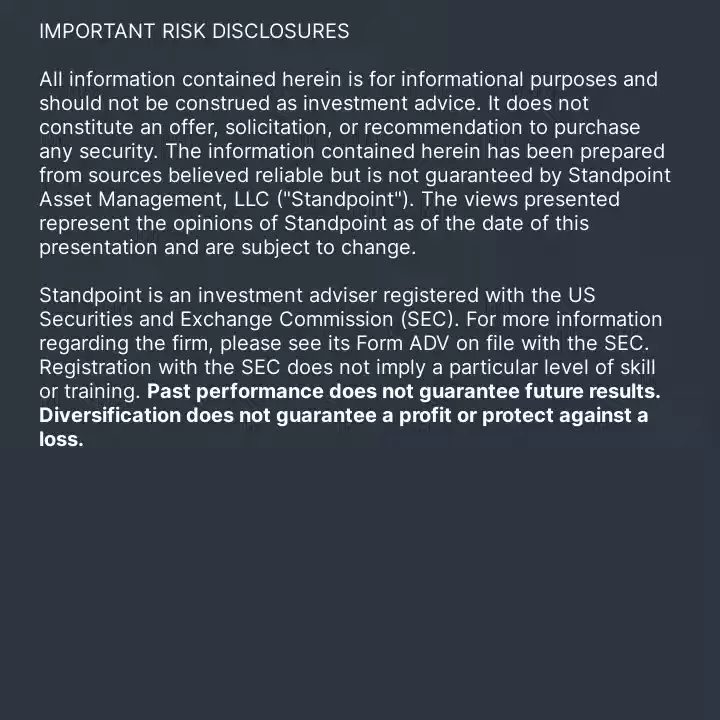 IMPORTANT RISK DISCLOSURES
All information contained herein is for informational purposes and
should not be construed as investment advice. It does not
constitute an offer, solicitation, or recommendation to purchase
any security. The information contained herein has been prepared
from sources believed reliable but is not guaranteed by Standpoint
Asset Management, LLC ("Standpoint"). The views presented
represent the opinions of Standpoint as of the date of this
presentation and are subject to change.
Standpoint is an investment adviser registered with the US
Securities and Exchange Commission (SEC). For more information
regarding the firm, please see its Form ADV on file with the SEC.
Registration with the SEC does not imply a particular level of skill
or training. Past performance does not guarantee future results.
Diversification does not guarantee a profit or protect against a
loss.